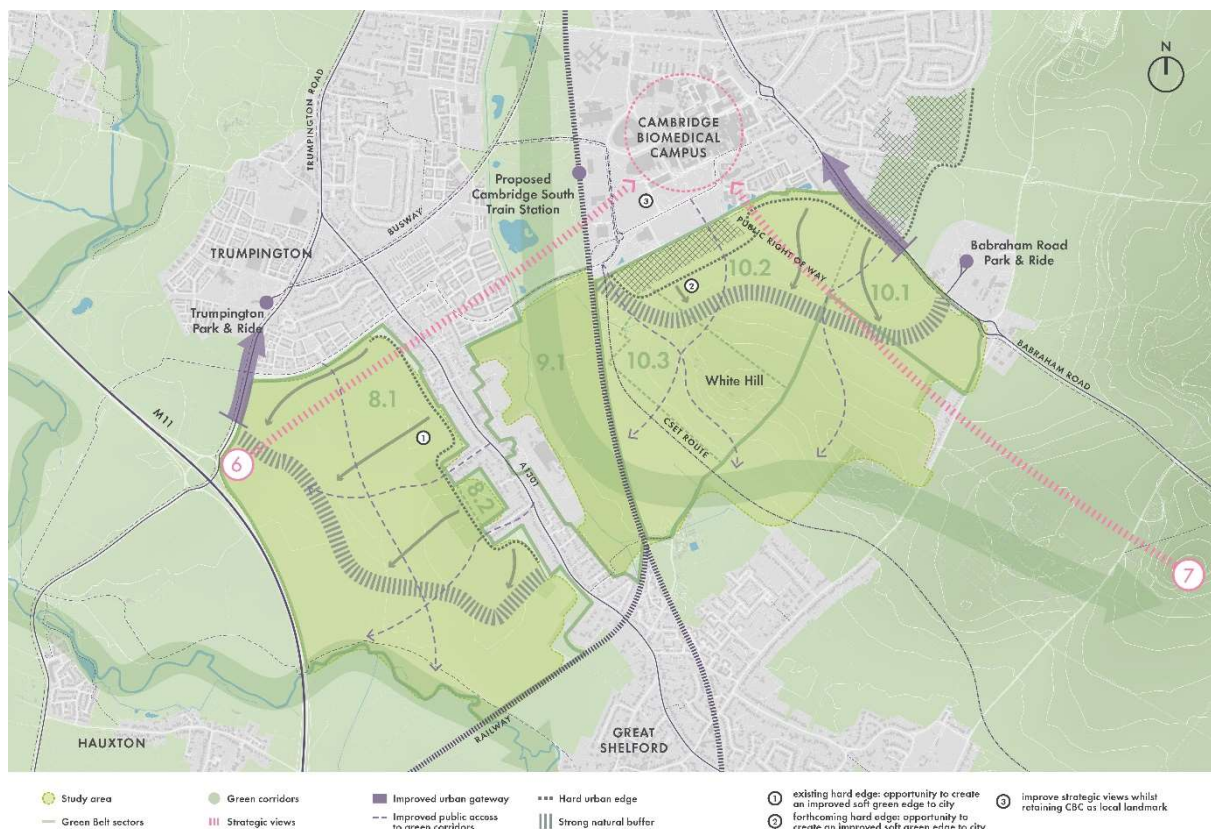 N
TRUMPINGTON ROAD
CAMBRIDGE
BIOMEDICAL
CAMPUS
Proposed
Cambridge South
Train Station
3
BUSWAY
TRUMPINGTON
PUBLIC RIGHT OF WAY
Babraham Road
Park & Ride
10.2
2
10.1
Trumpington
Park & Ride
BABRAHAM ROAD
9.1
10.3
White Hill
8.1
M11
1
CSET ROUTE
6
A1301
8.2
7
RAILWAY
HAUXTON
GREAT
SHELFORD
Study area
Green Belt sectors
Green corridors
Strategic views
Improved urban gateway
Improved public access
to green corridors
Hard urban edge
Strong natural buffer
1 existing hard edge: opportunity to create
an improved soft green edge to city
2 forthcoming hard edge: opportunity to
create an improved soft green edge to city
3 improve strategic views whilst
retaining CBC as local landmark